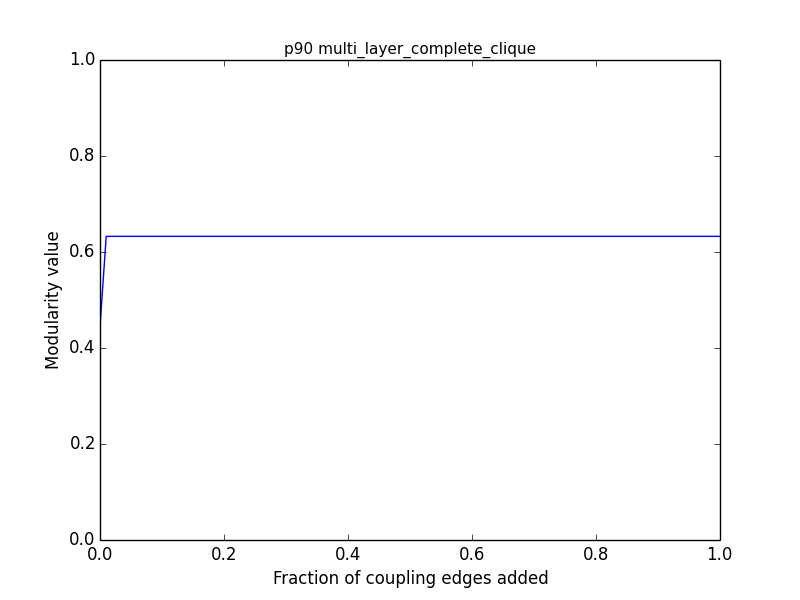 p90 multi_layer_complete_clique
1.0
0.8
0.6
0.4
0.2
0.0
Modularity value
0.0 0.2 0.4 0.6 0.8 1.0
Fraction of coupling edges added